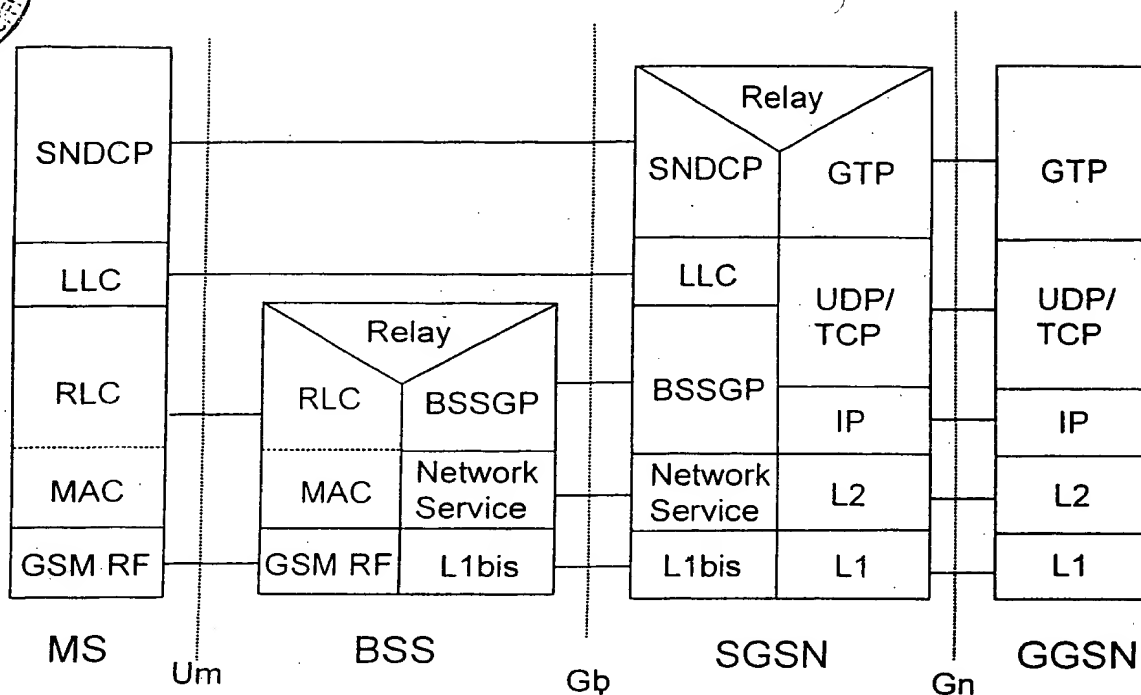 SNDCP
LLC
RLC
MAC
GSM RF
MS
Um
Relay
RLC
BSSGP
MAC
Network
Service
GSM RF
L1bis
BSS
Gb
Relay
SNDCP
GTP
LLC
UDP/
TCP
BSSGP
IP
Network
Service
L2
L1bis
L1
SGSN
Gn
GTP
UDP/
TCP
IP
L2
L1
GGSN